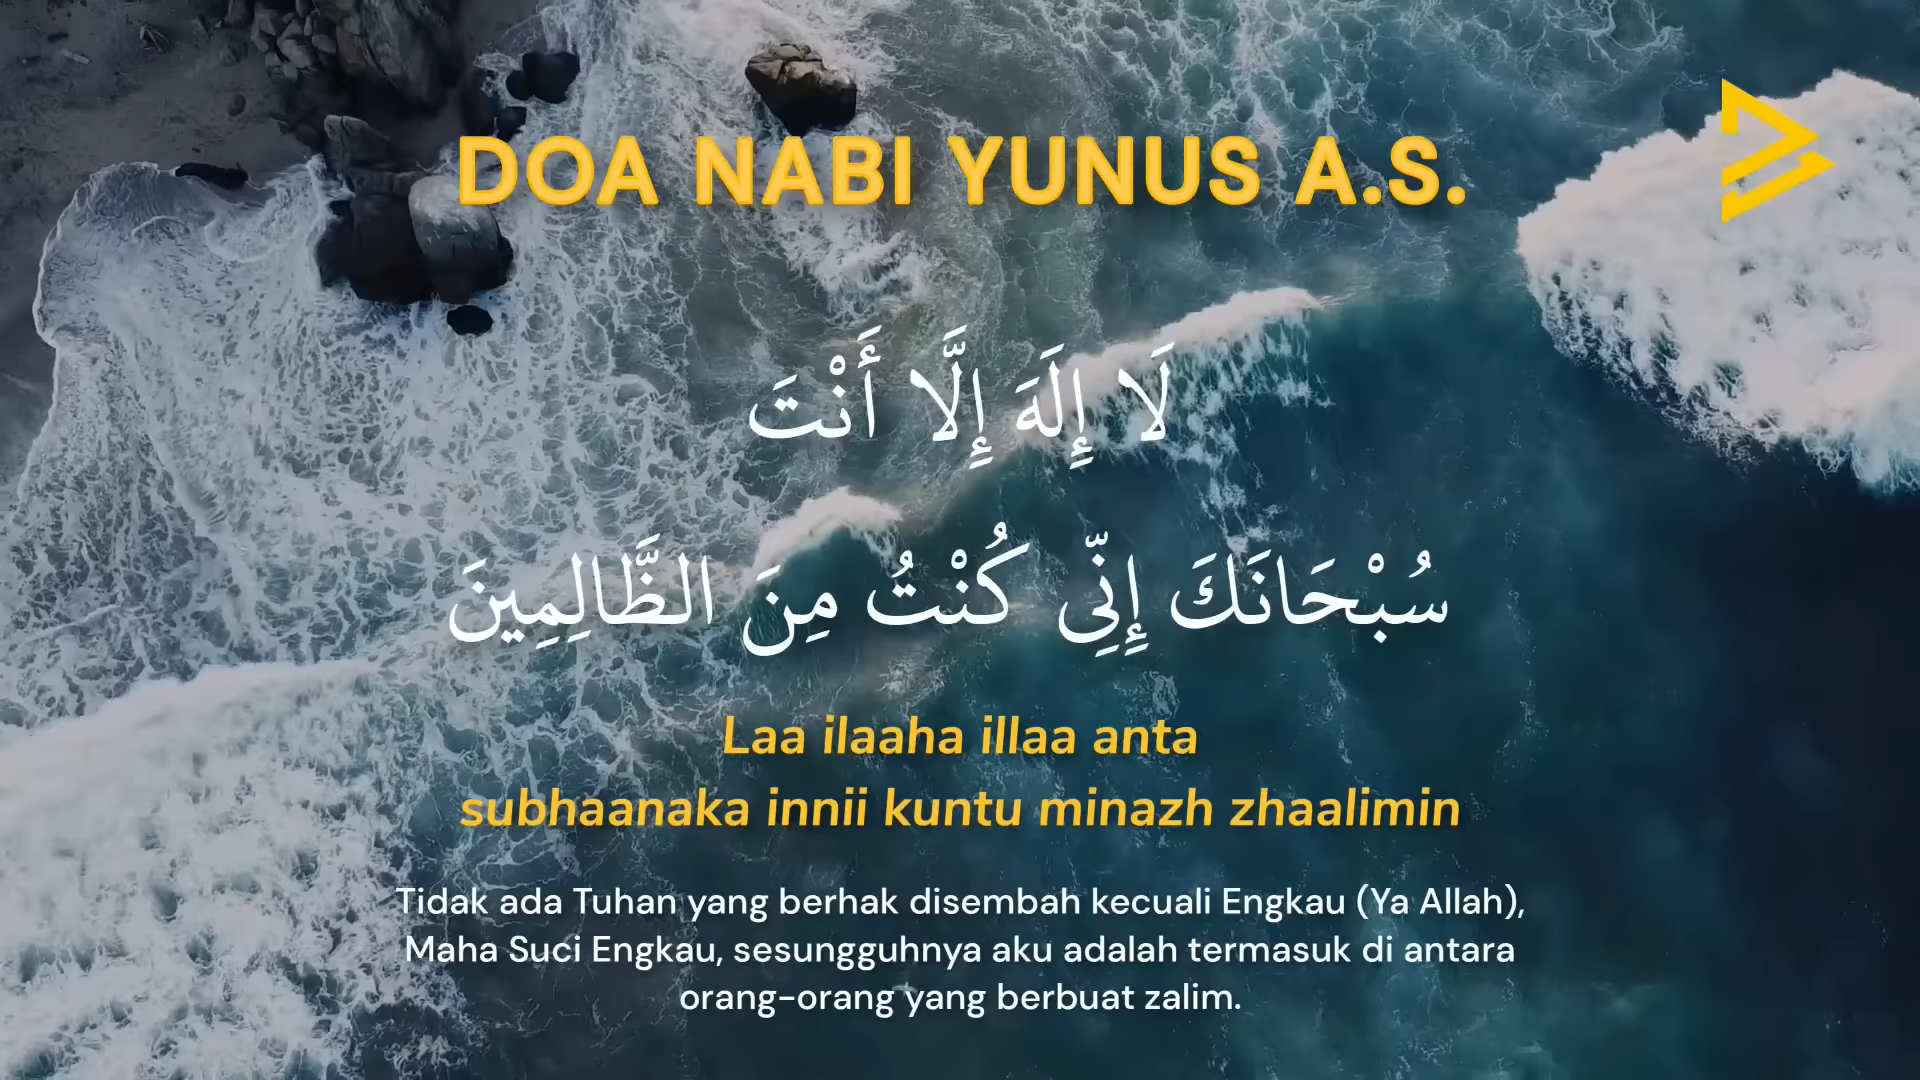 DOA NABI YUNUS A.S.
لَا إِلَهَ إِلَّا أَنْتَ
سُبْحَانَكَ إِنِّى كُنْتُ مِنَ الظَّالِمِينَ
Laa ilaaha illaa anta
subhaanaka innii kuntu minazh zhaalimin
Tidak ada Tuhan yang berhak disembah kecuali Engkau (Ya Allah),
Maha Suci Engkau, sesungguhnya aku adalah termasuk di antara
orang-orang yang berbuat zalim.